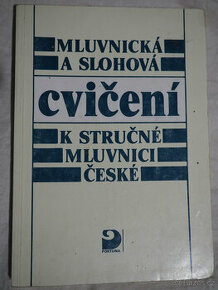 MLUVNICKÁ
A SLOHOVÁ
cvičení
K STRUČNÉ
MLUVNICI
ČESKÉ
FORTUNA